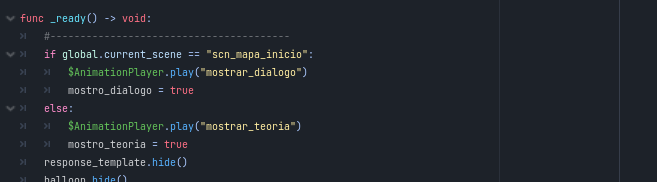 func _ready() -> void:
#----------------------------------------
if global.current_scene == "scn_mapa_inicio":
$AnimationPlayer.play("mostrar_dialogo")
mostro_dialogo = true
else:
$AnimationPlayer.play("mostrar_teoria")
mostro_teoria = true
response_template.hide()
balloon.hide()